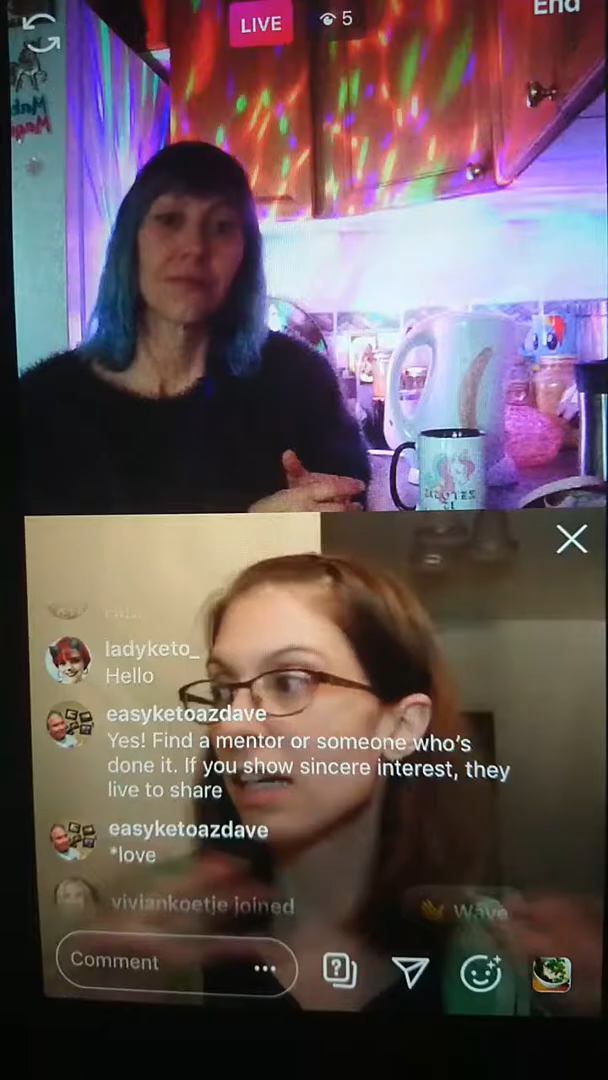 LIVE
5
End
ladyketo_
Hello
easyketoazdave
Yes! Find a mentor or someone who's
done it. If you show sincere interest, they
live to share
easyketoazdave
*love
viviankoetje joined
Wave
Comment